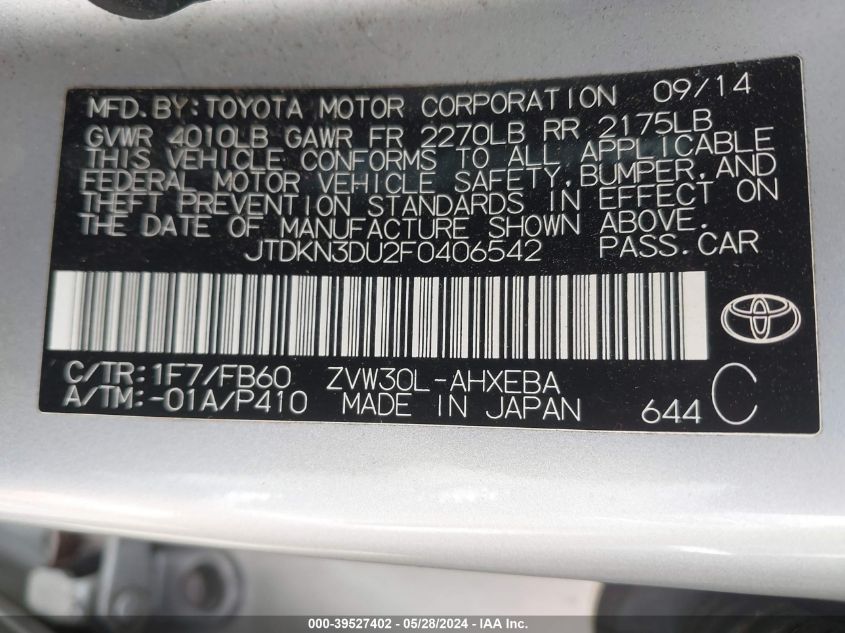 MFD.BY:TOYOTA MOTOR CORPORATION 09/14
GVWR 4010LB GAWR FR 2270LB RR 2175LB
THIS VEHICLE CONFORMS TO ALL APPLICABLE
FEDERAL MOTOR VEHICLE SAFETY,BUMPER,AND
THEFT PREVENTION STANDARDS IN EFFECT ON
THE DATE OF MANUFACTURE SHOWN ABOVE.
JTDKN3DU2F0406542 PASS.CAR
C/TR:1F7/FB60 ZVW30L-AHXEBA
A/TM:-01A/P410 MADE IN JAPAN 644 C
000-39527402 - 05/28/2024 - IAA Inc.